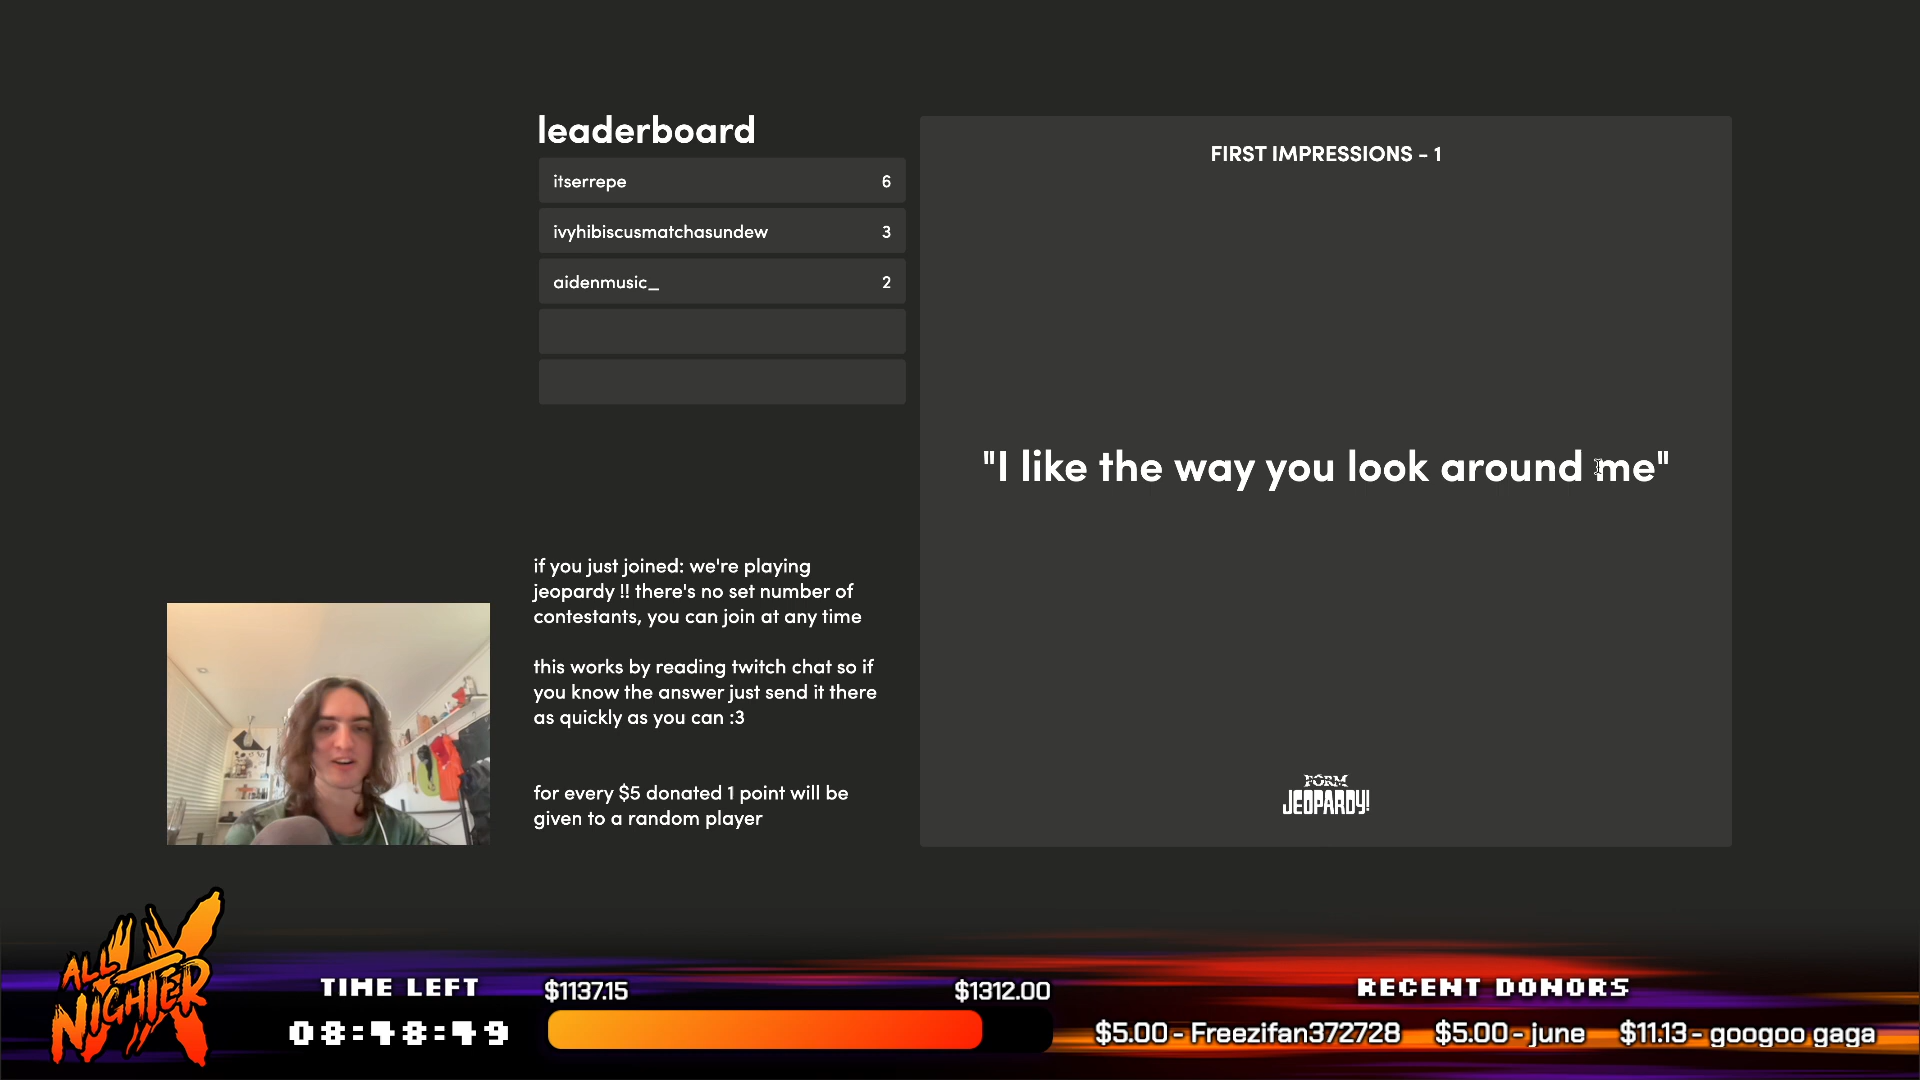 leaderboard
itserrepe 6
ivyhibiscusmatchasundew 3
aidenmusic_ 2
FIRST IMPRESSIONS - 1
"I like the way you look around me"
FORM
JEOPARDY!
if you just joined: we're playing
jeopardy !! there's no set number of
contestants, you can join at any time
this works by reading twitch chat so if
you know the answer just send it there
as quickly as you can :3
for every $5 donated 1 point will be
given to a random player
ALL
NIGHTER
TIME LEFT
08:48:49
$1137.15 $1312.00
RECENT DONORS
$5.00 - Freezifan372728 $5.00 - june $11.13 - googoo gaga